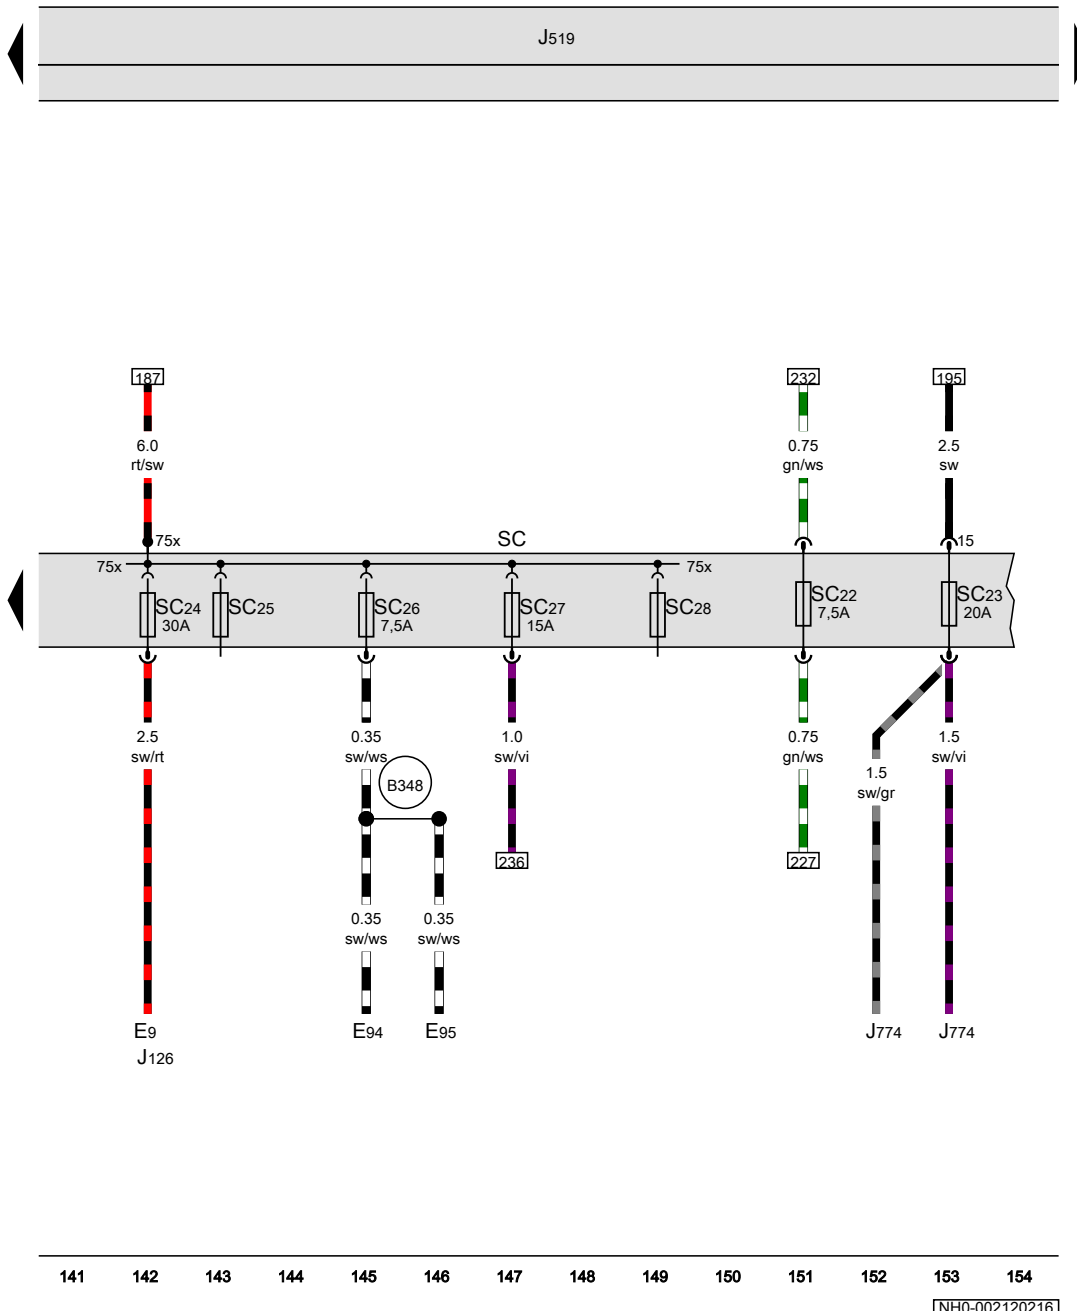 J519
187
232
195
6.0
rt/sw
0.75
gn/ws
2.5
sw
75x
SC
15
75x
75x
SC24
30A
SC25
SC26
7,5A
SC27
15A
SC28
SC22
7,5A
SC23
20A
2.5
sw/rt
0.35
sw/ws
1.0
sw/vi
0.75
gn/ws
1.5
sw/vi
1.5
sw/gr
B348
236
227
0.35
sw/ws
0.35
sw/ws
E9
J126
E94
E95
J774
J774
141 142 143 144 145 146 147 148 149 150 151 152 153 154
NH0-002120216